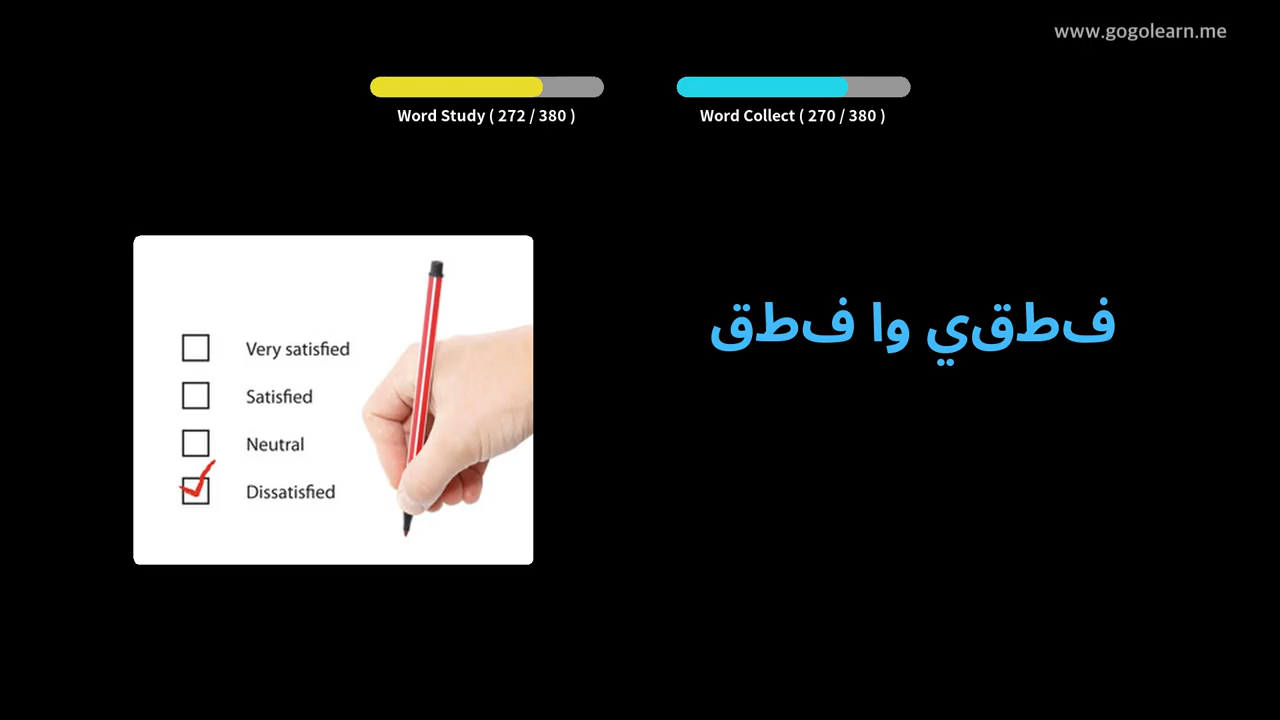 www.gogolearn.me
Word Study ( 272 / 380 )
Word Collect ( 270 / 380 )
فطقي وا فطق
Very satisfied
Satisfied
Neutral
Dissatisfied